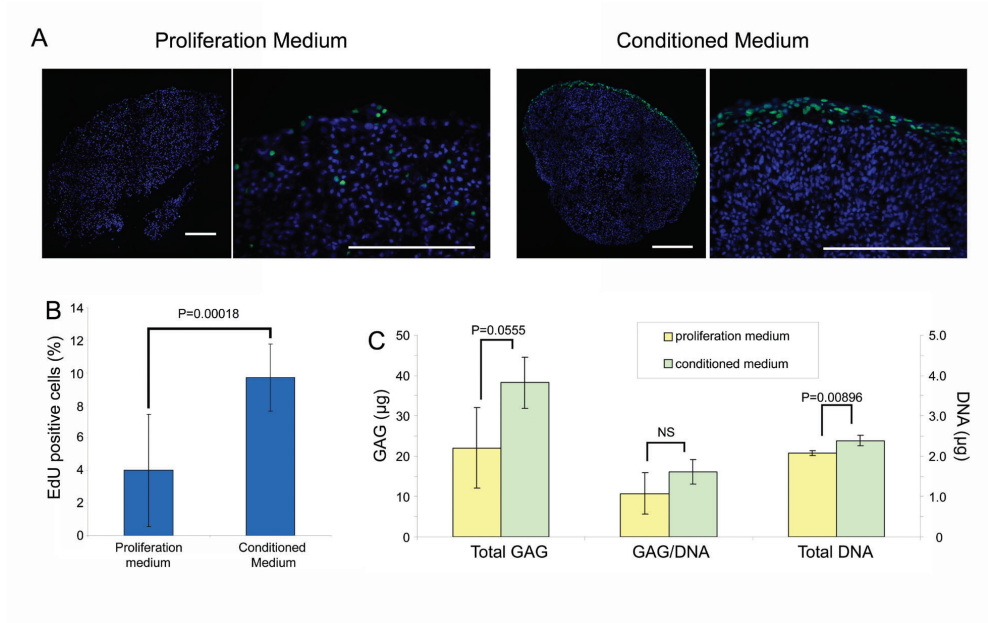 A
Proliferation Medium
Conditioned Medium
B
EdU positive cells (%)
14
12
10
8
6
4
2
0
P=0.00018
Proliferation
medium
Conditioned
Medium
C
GAG (µg)
50
40
30
20
10
0
P=0.0555
NS
P=0.00896
proliferation medium
conditioned medium
Total GAG
GAG/DNA
Total DNA
5.0
4.0
3.0
2.0
1.0
0
DNA (µg)